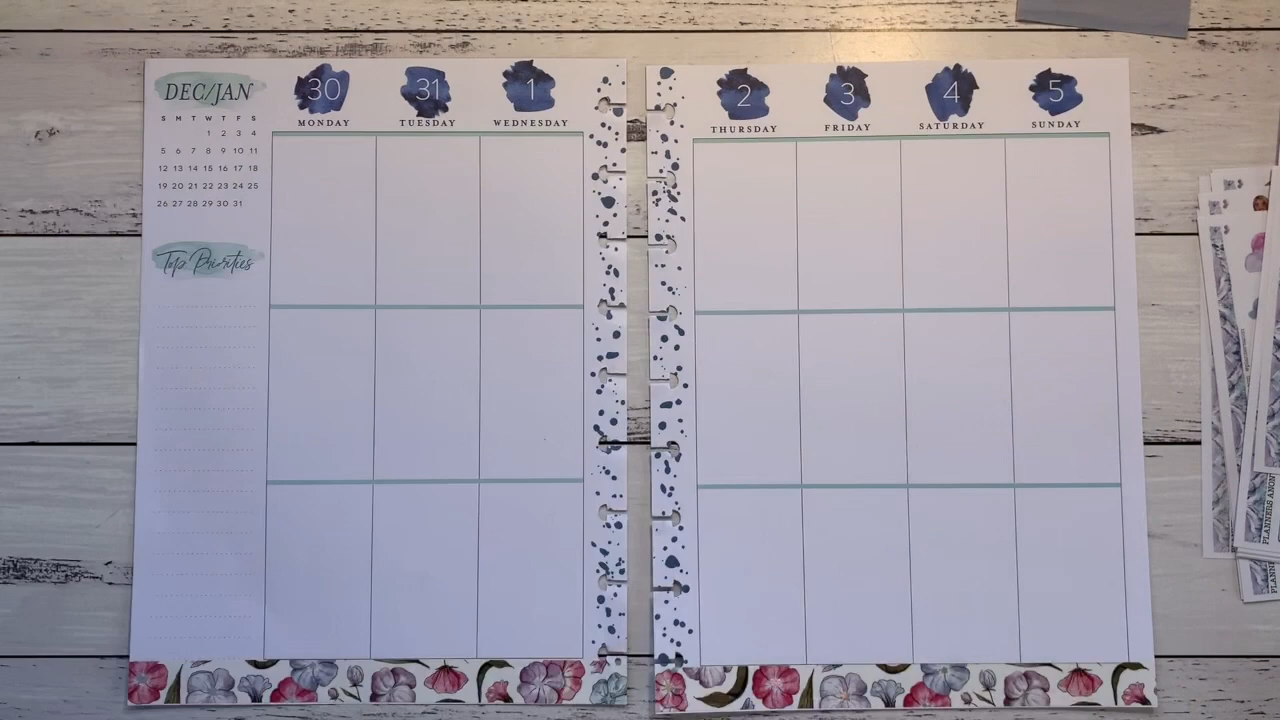 DEC/JAN
S M T W T F S
1 2 3 4
5 6 7 8 9 10 11
12 13 14 15 16 17 18
19 20 21 22 23 24 25
26 27 28 29 30 31
Top Priorities
30
MONDAY
31
TUESDAY
1
WEDNESDAY
2
THURSDAY
3
FRIDAY
4
SATURDAY
5
SUNDAY
PLANNERS ANON